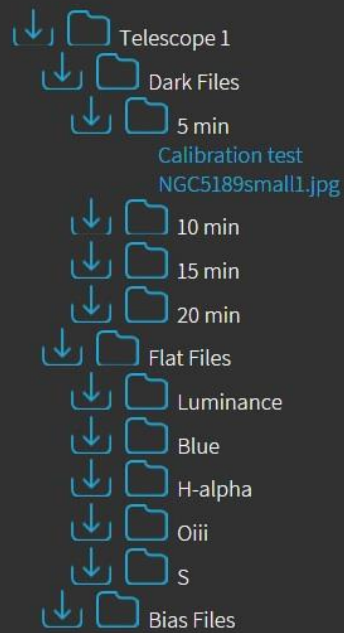 Telescope 1
Dark Files
5 min
Calibration test
NGC5189small1.jpg
10 min
15 min
20 min
Flat Files
Luminance
Blue
H-alpha
Oiii
S
Bias Files